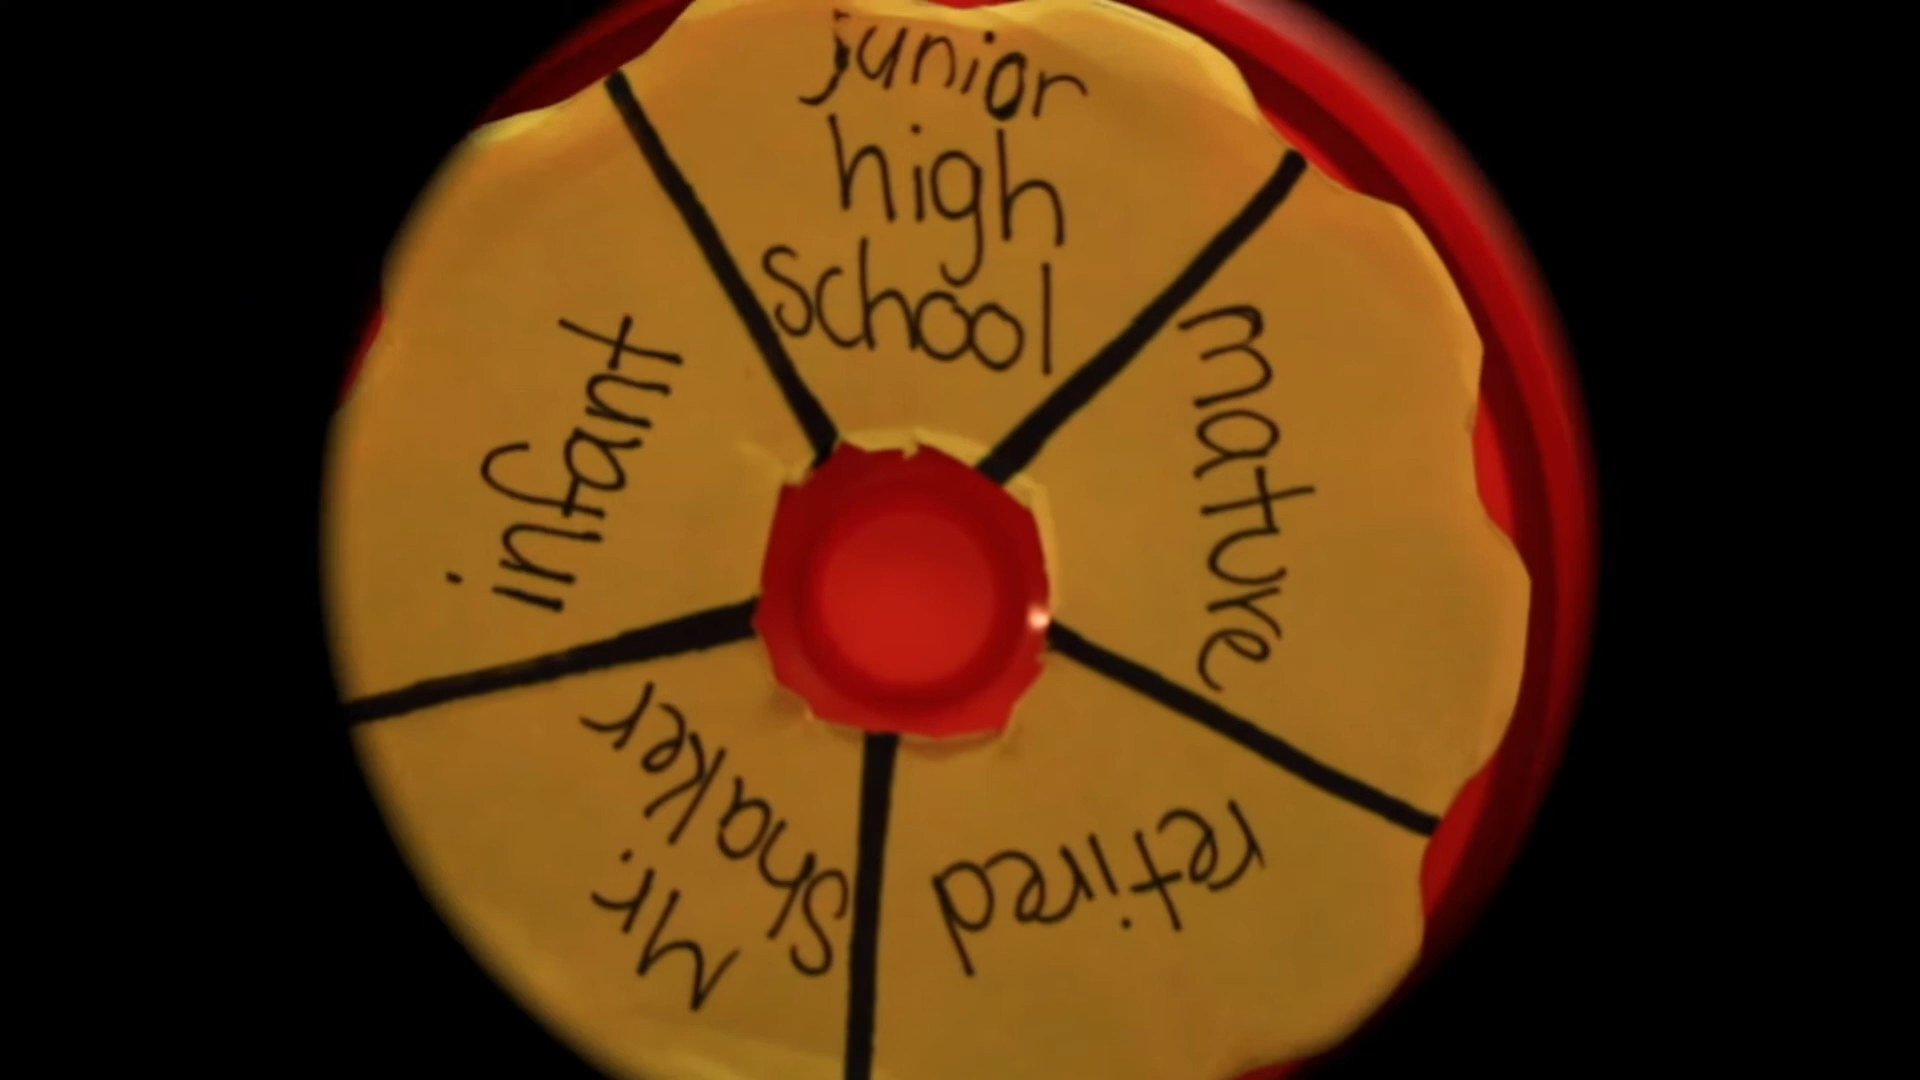 junior
high
school
mature
retired
Mr.
Shaker
infant